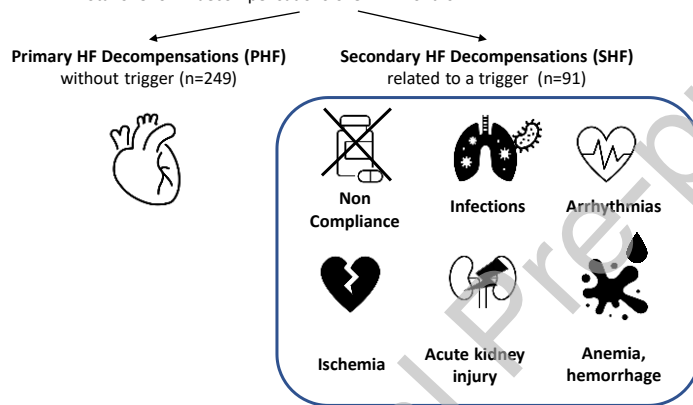 Primary HF Decompensations (PHF)
without trigger (n=249)
Secondary HF Decompensations (SHF)
related to a trigger (n=91)
Non
Compliance
Infections
Arrhythmias
Ischemia
Acute kidney
injury
Anemia,
hemorrhage